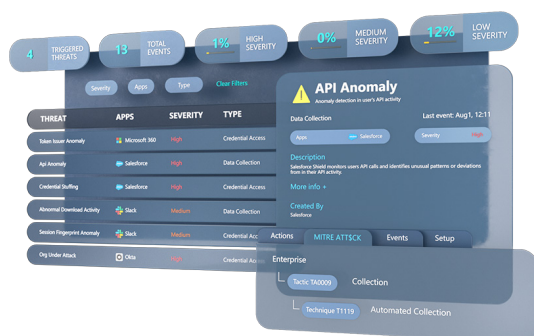 4 TRIGGERED THREATS
13 TOTAL EVENTS
1% HIGH SEVERITY
0% MEDIUM SEVERITY
12% LOW SEVERITY
Severity Apps Type Clear Filters
THREAT APPS SEVERITY TYPE
Token Issuer Anomaly Microsoft 360 High Credential Access
Api Anomaly Salesforce High Data Collection
Credential Stuffing Salesforce High Credential Access
Abnormal Download Activity Slack Medium Data Collection
Session Fingerprint Anomaly Slack Medium Credential Acc
Org Under Attack Okta High Credential
API Anomaly
Anomaly detection in user's API activity
Data Collection Last event: Aug1, 12:11
Apps Salesforce Severity High
Description
Salesforce Shield monitors users API calls and identifies unusual patterns or deviations
from in their API activity.
More info +
Created By
Salesforce
Actions MITRE ATT$CK Events Setup
Enterprise
Tactic TA0009 Collection
Technique T1119 Automated Collection